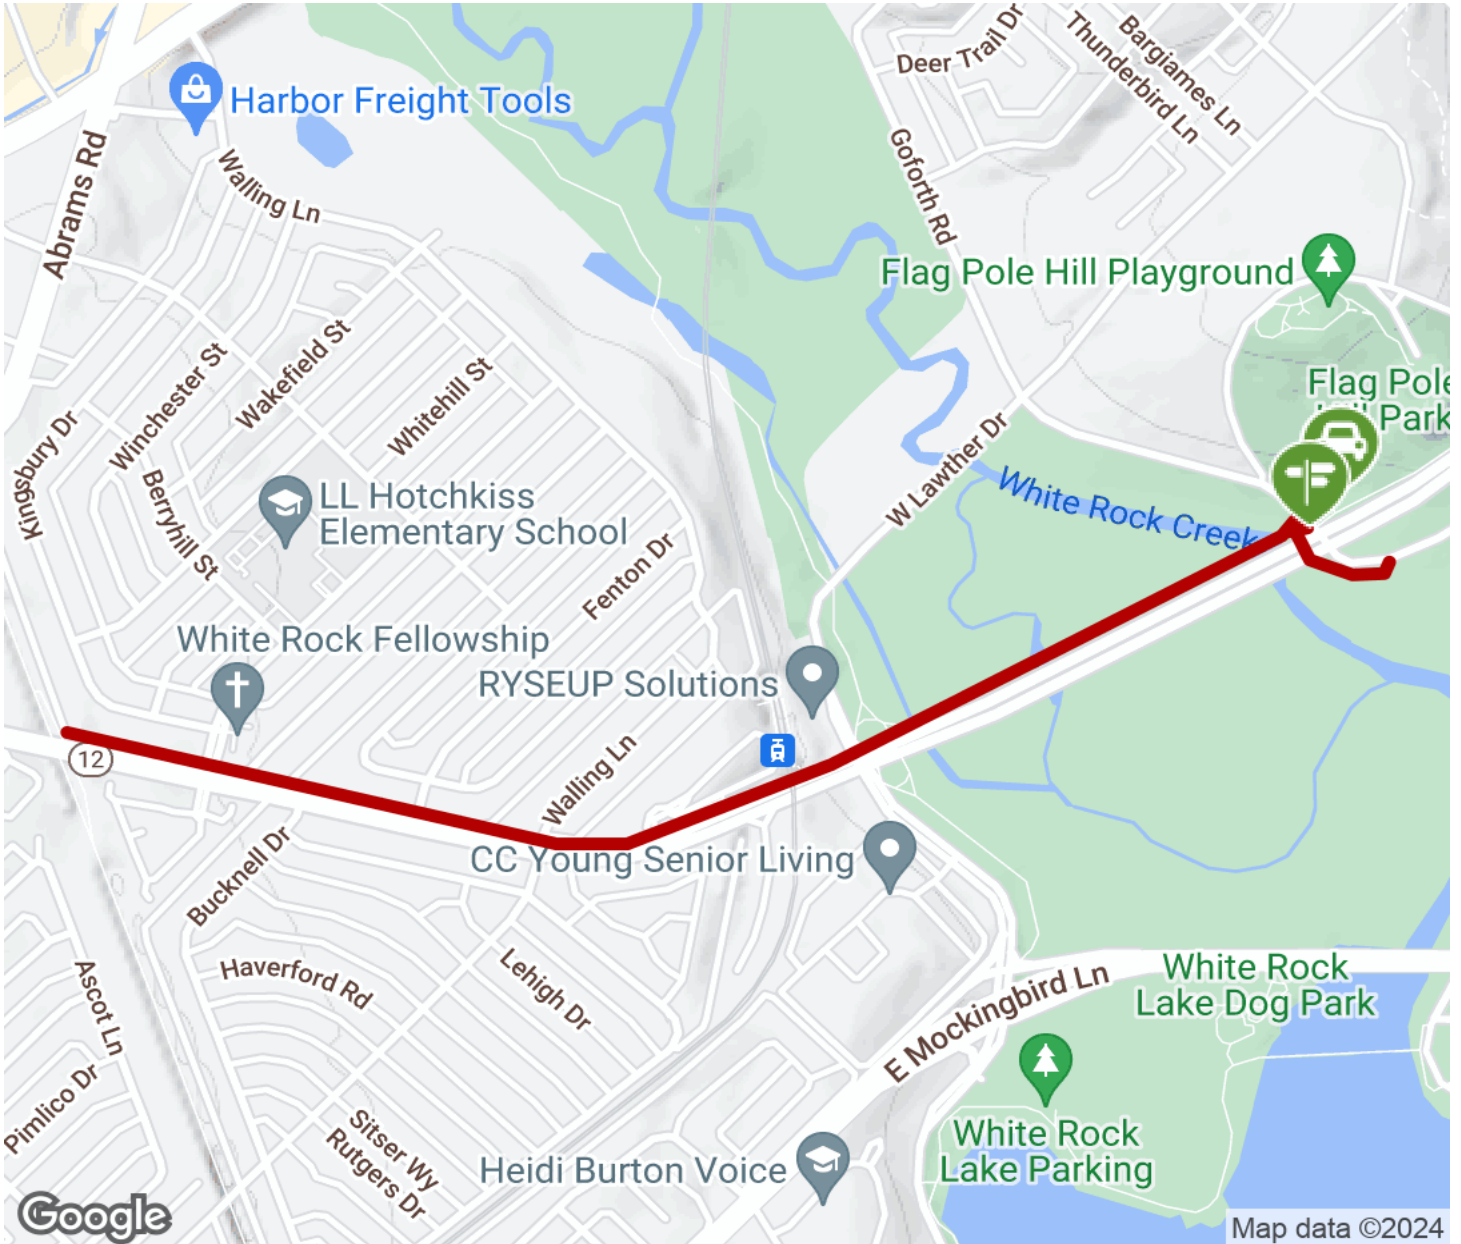 Deer Trail Dr
Thunderbird Ln
Bargiames Ln
Harbor Freight Tools
Abrams Rd
Walling Ln
Goforth Rd
Flag Pole Hill Playground
Flag Pole
Hill Park
Winchester St
Wakefield St
Whitehill St
Kingsbury Dr
Berryhill St
LL Hotchkiss
Elementary School
W Lawther Dr
White Rock Creek
Fenton Dr
White Rock Fellowship
RYSEUP Solutions
12
Walling Ln
CC Young Senior Living
Bucknell Dr
Haverford Rd
Lehigh Dr
Ascot Ln
E Mockingbird Ln
White Rock
Lake Dog Park
Pimlico Dr
Sitser Wy
Rutgers Dr
Heidi Burton Voice
White Rock
Lake Parking
Google
Map data ©2024